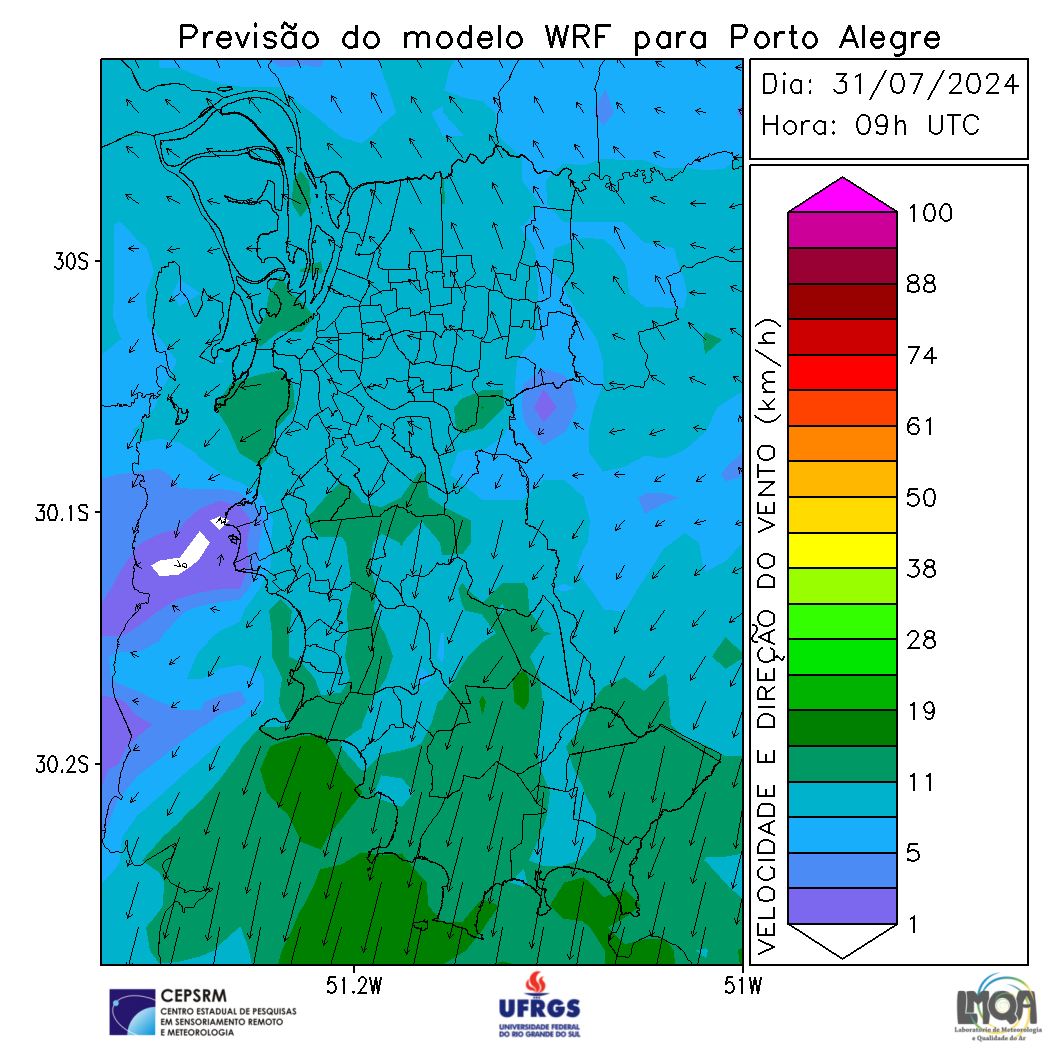 Previsão do modelo WRF para Porto Alegre
Dia: 31/07/2024
Hora: 09h UTC
30S
30.1S
30.2S
51.2W
51W
VELOCIDADE E DIREÇÃO DO VENTO (km/h)
100
88
74
61
50
38
28
19
11
5
1
CEPSRM
CENTRO ESTADUAL DE PESQUISAS
EM SENSORIAMENTO REMOTO
E METEOROLOGIA
UFRGS
UNIVERSIDADE FEDERAL
DO RIO GRANDE DO SUL
LMQA
Laboratório de Meteorologia
e Qualidade do Ar